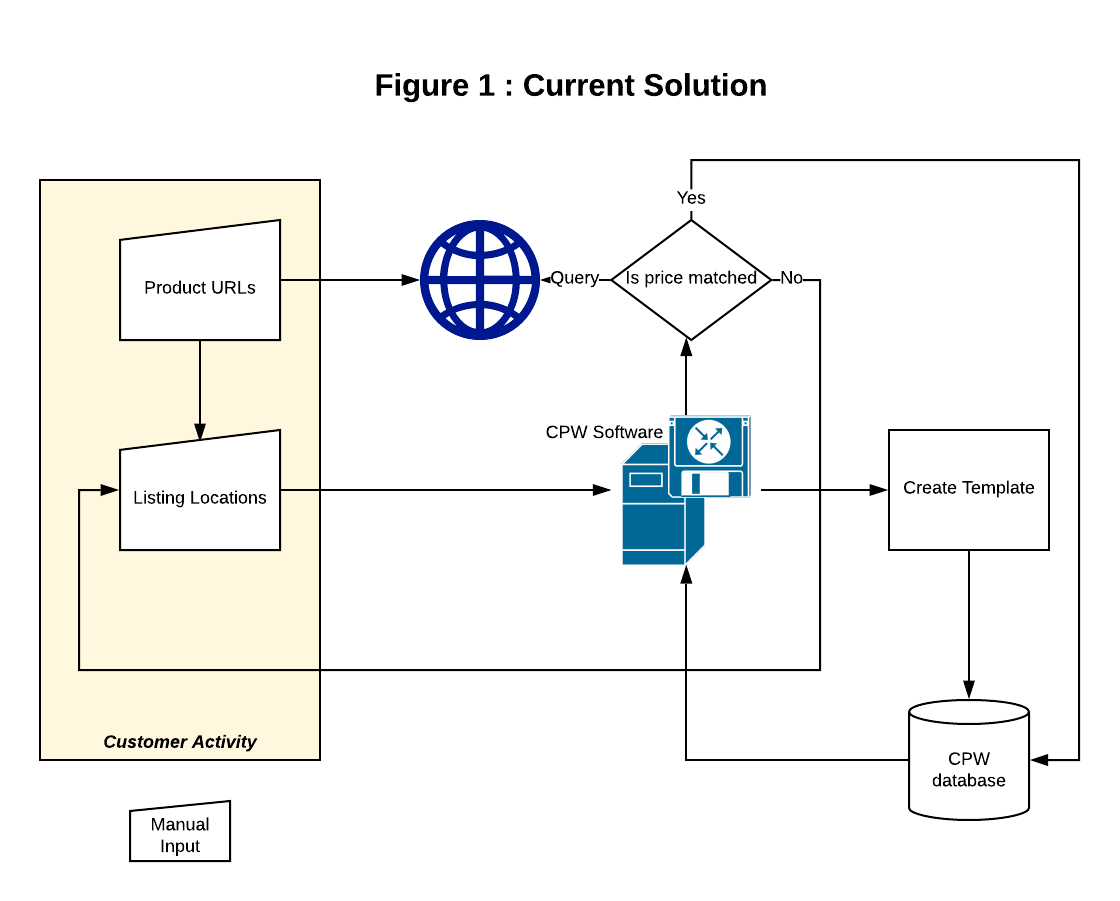 Figure 1 : Current Solution
Yes
Product URLs
Query
Is price matched
No
CPW Software
Listing Locations
Create Template
Customer Activity
CPW
database
Manual
Input